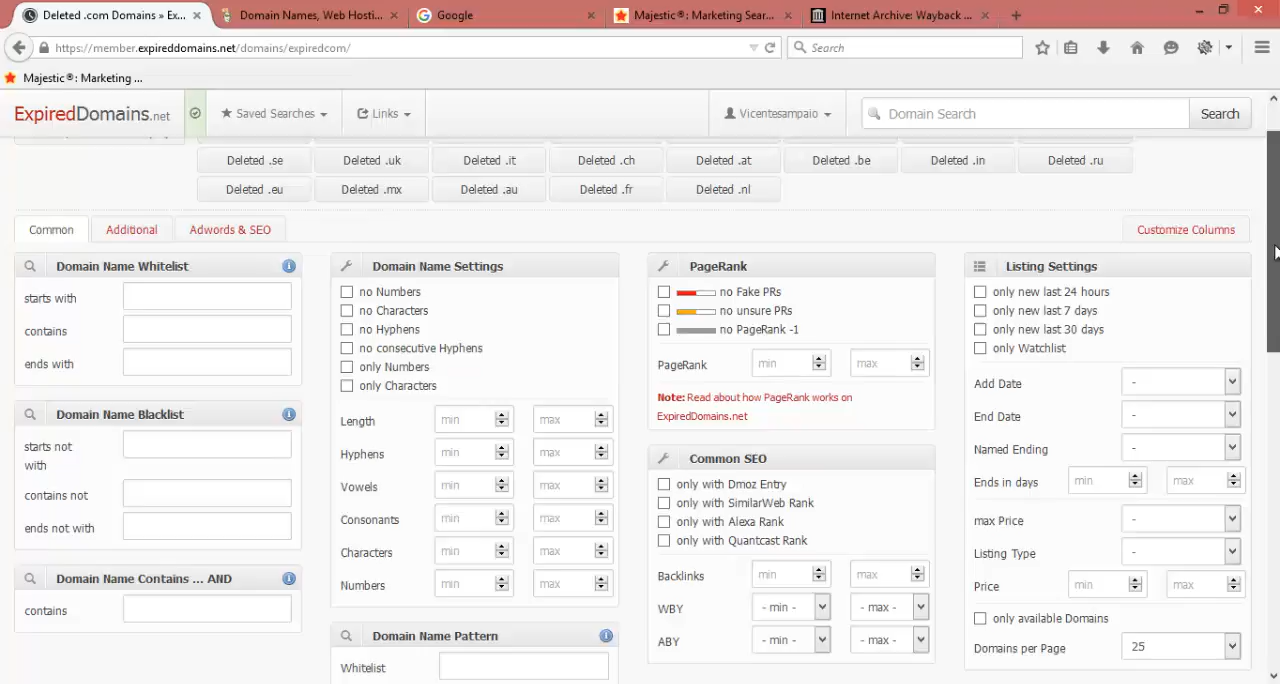 Deleted .com Domains » Ex...
Domain Names, Web Hosti...
Google
Majestic®: Marketing Sear...
Internet Archive: Wayback ...
https://member.expireddomains.net/domains/expiredcom/
Search
Majestic®: Marketing ...
ExpiredDomains.net
Saved Searches
Links
Vicentesampaio
Domain Search
Search
Deleted .se
Deleted .uk
Deleted .it
Deleted .ch
Deleted .at
Deleted .be
Deleted .in
Deleted .ru
Deleted .eu
Deleted .mx
Deleted .au
Deleted .fr
Deleted .nl
Common
Additional
Adwords & SEO
Customize Columns
Domain Name Whitelist
starts with
contains
ends with
Domain Name Blacklist
starts not
with
contains not
ends not with
Domain Name Contains ... AND
contains
Domain Name Settings
no Numbers
no Characters
no Hyphens
no consecutive Hyphens
only Numbers
only Characters
Length min max
Hyphens min max
Vowels min max
Consonants min max
Characters min max
Numbers min max
Domain Name Pattern
Whitelist
PageRank
no Fake PRs
no unsure PRs
no PageRank -1
PageRank min max
Note: Read about how PageRank works on
ExpiredDomains.net
Common SEO
only with Dmoz Entry
only with SimilarWeb Rank
only with Alexa Rank
only with Quantcast Rank
Backlinks min max
WBY - min - - max -
ABY - min - - max -
Listing Settings
only new last 24 hours
only new last 7 days
only new last 30 days
only Watchlist
Add Date -
End Date -
Named Ending -
Ends in days min max
max Price -
Listing Type -
Price min max
only available Domains
Domains per Page 25